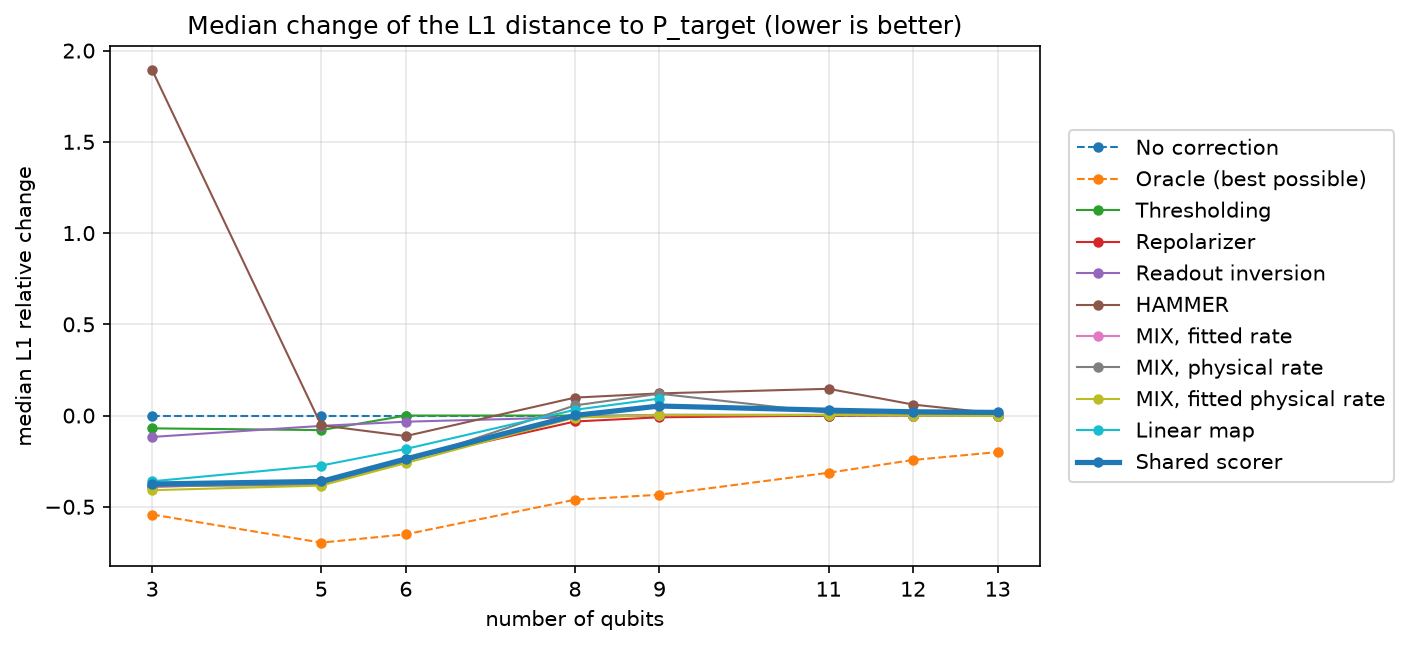 Median change of the L1 distance to P_target (lower is better)
median L1 relative change
2.0
1.5
1.0
0.5
0.0
−0.5
3
5
6
8
9
11
12
13
number of qubits
No correction
Oracle (best possible)
Thresholding
Repolarizer
Readout inversion
HAMMER
MIX, fitted rate
MIX, physical rate
MIX, fitted physical rate
Linear map
Shared scorer